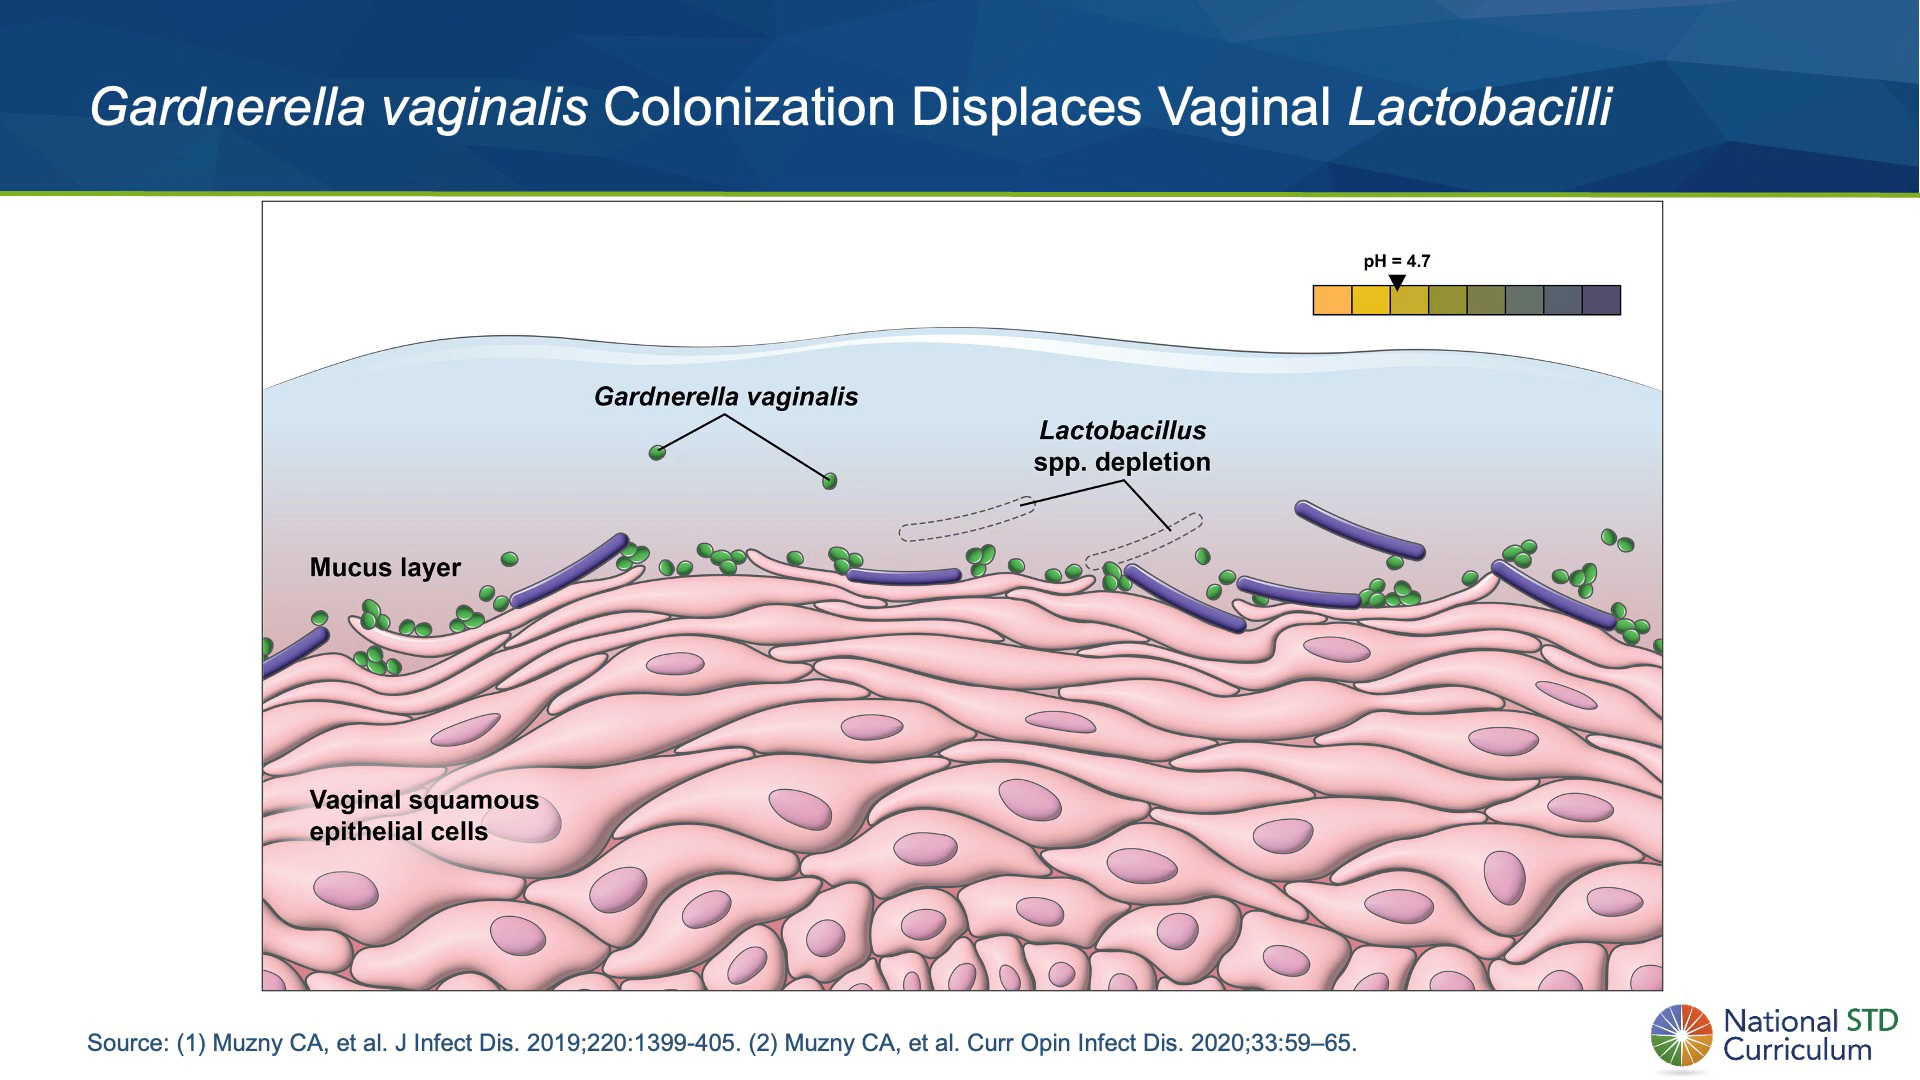 Gardnerella vaginalis Colonization Displaces Vaginal Lactobacilli
pH = 4.7
Gardnerella vaginalis
Lactobacillus
spp. depletion
Mucus layer
Vaginal squamous
epithelial cells
Source: (1) Muzny CA, et al. J Infect Dis. 2019;220:1399-405. (2) Muzny CA, et al. Curr Opin Infect Dis. 2020;33:59–65.
National STD
Curriculum